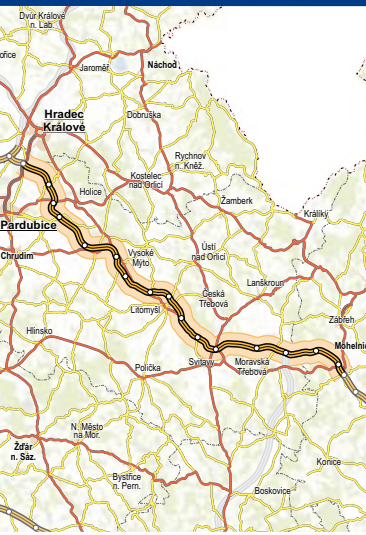 Dvůr Králové
n. Lab.
ořice
Jaroměř
Náchod
Hradec
Králové
Dobruška
Rychnov
n. Kněž.
Kostelec
nad Orlicí
Holice
Žamberk
Králíky
Pardubice
Chrudim
Vysoké
Mýto
Ústí
nad Orlicí
Lanškroun
Česká
Třebová
Litomyšl
Zábřeh
Hlinsko
Mohelnic
Svitavy
Moravská
Třebová
Polička
N. Město
na Mor.
Žďár
n. Sáz.
Konice
Bystřice
n. Pern.
Boskovice